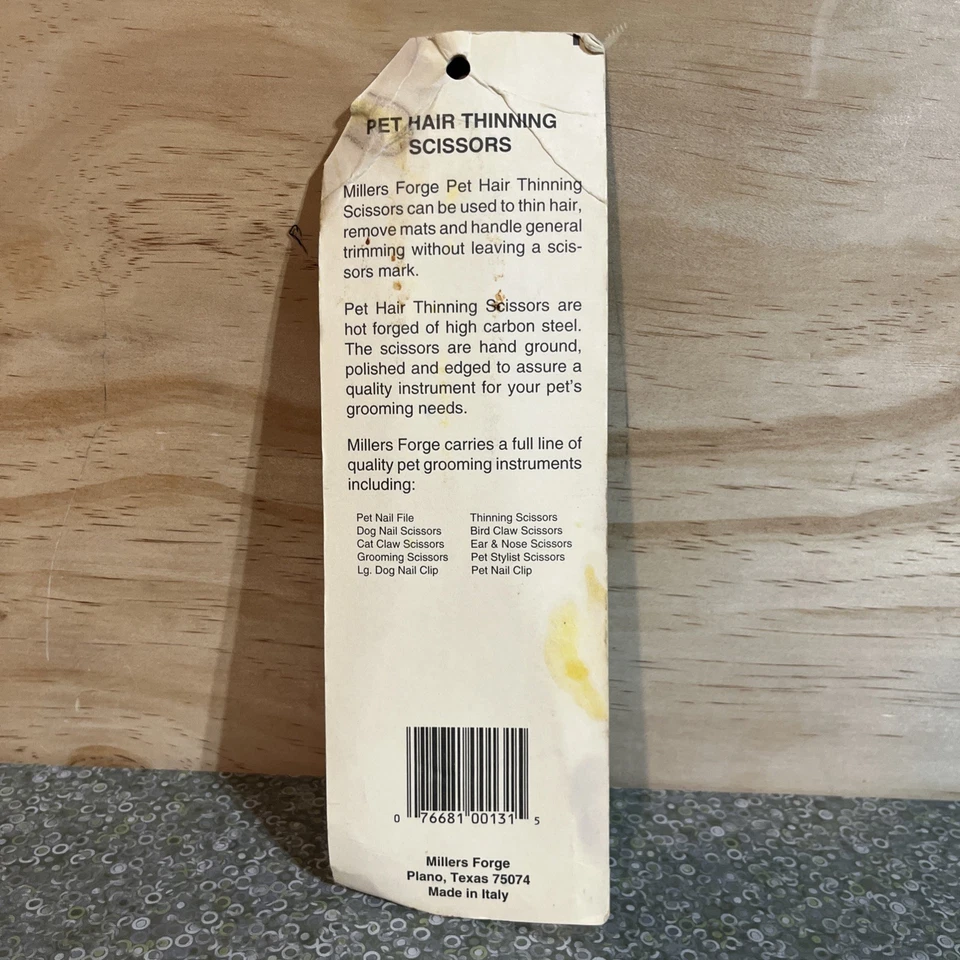 PET HAIR THINNING
SCISSORS
Millers Forge Pet Hair Thinning
Scissors can be used to thin hair,
remove mats and handle general
trimming without leaving a scis-
sors mark.
Pet Hair Thinning Scissors are
hot forged of high carbon steel.
The scissors are hand ground,
polished and edged to assure a
quality instrument for your pet's
grooming needs.
Millers Forge carries a full line of
quality pet grooming instruments
including:
Pet Nail File
Dog Nail Scissors
Cat Claw Scissors
Grooming Scissors
Lg. Dog Nail Clip
Thinning Scissors
Bird Claw Scissors
Ear & Nose Scissors
Pet Stylist Scissors
Pet Nail Clip
0 76681 00131 5
Millers Forge
Plano, Texas 75074
Made in Italy